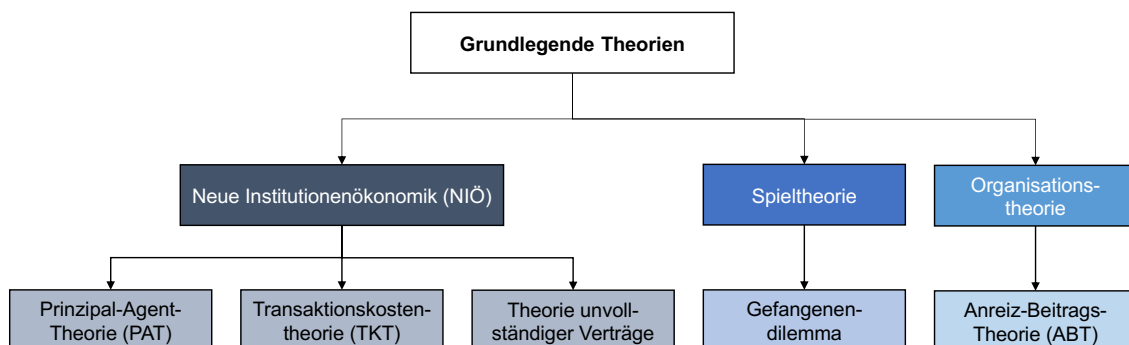 Grundlegende Theorien
Neue Institutionenökonomik (NIÖ)
Spieltheorie
Organisations-
theorie
Prinzipal-Agent-
Theorie (PAT)
Transaktionskosten-
theorie (TKT)
Theorie unvoll-
ständiger Verträge
Gefangenen-
dilemma
Anreiz-Beitrags-
Theorie (ABT)